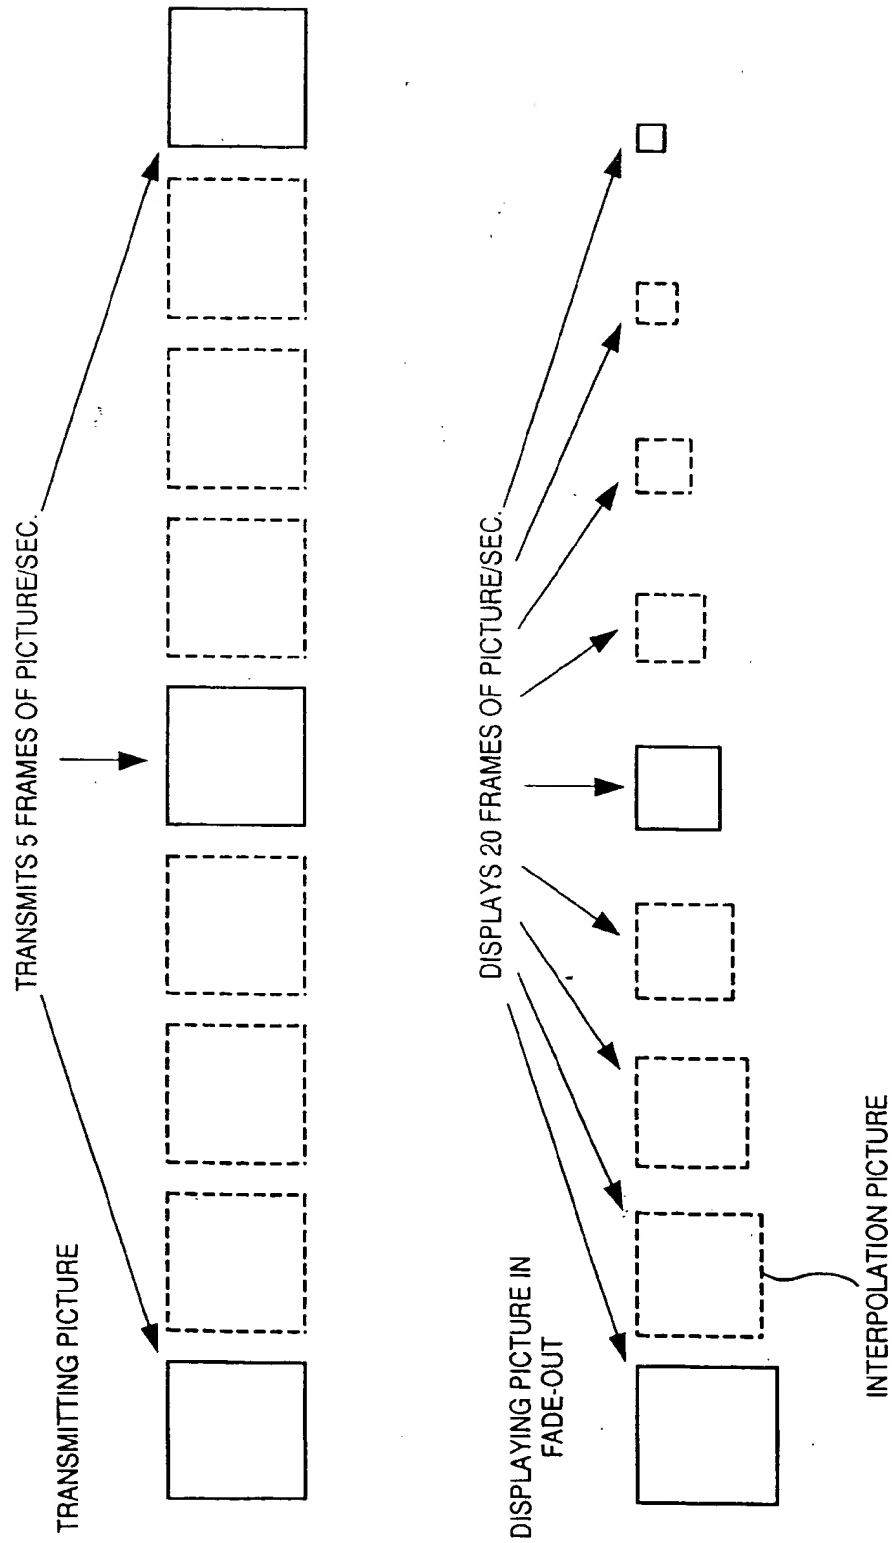 TRANSMITTING PICTURE
TRANSMITS 5 FRAMES OF PICTURE/SEC.
DISPLAYING PICTURE IN
FADE-OUT
DISPLAYS 20 FRAMES OF PICTURE/SEC.
INTERPOLATION PICTURE